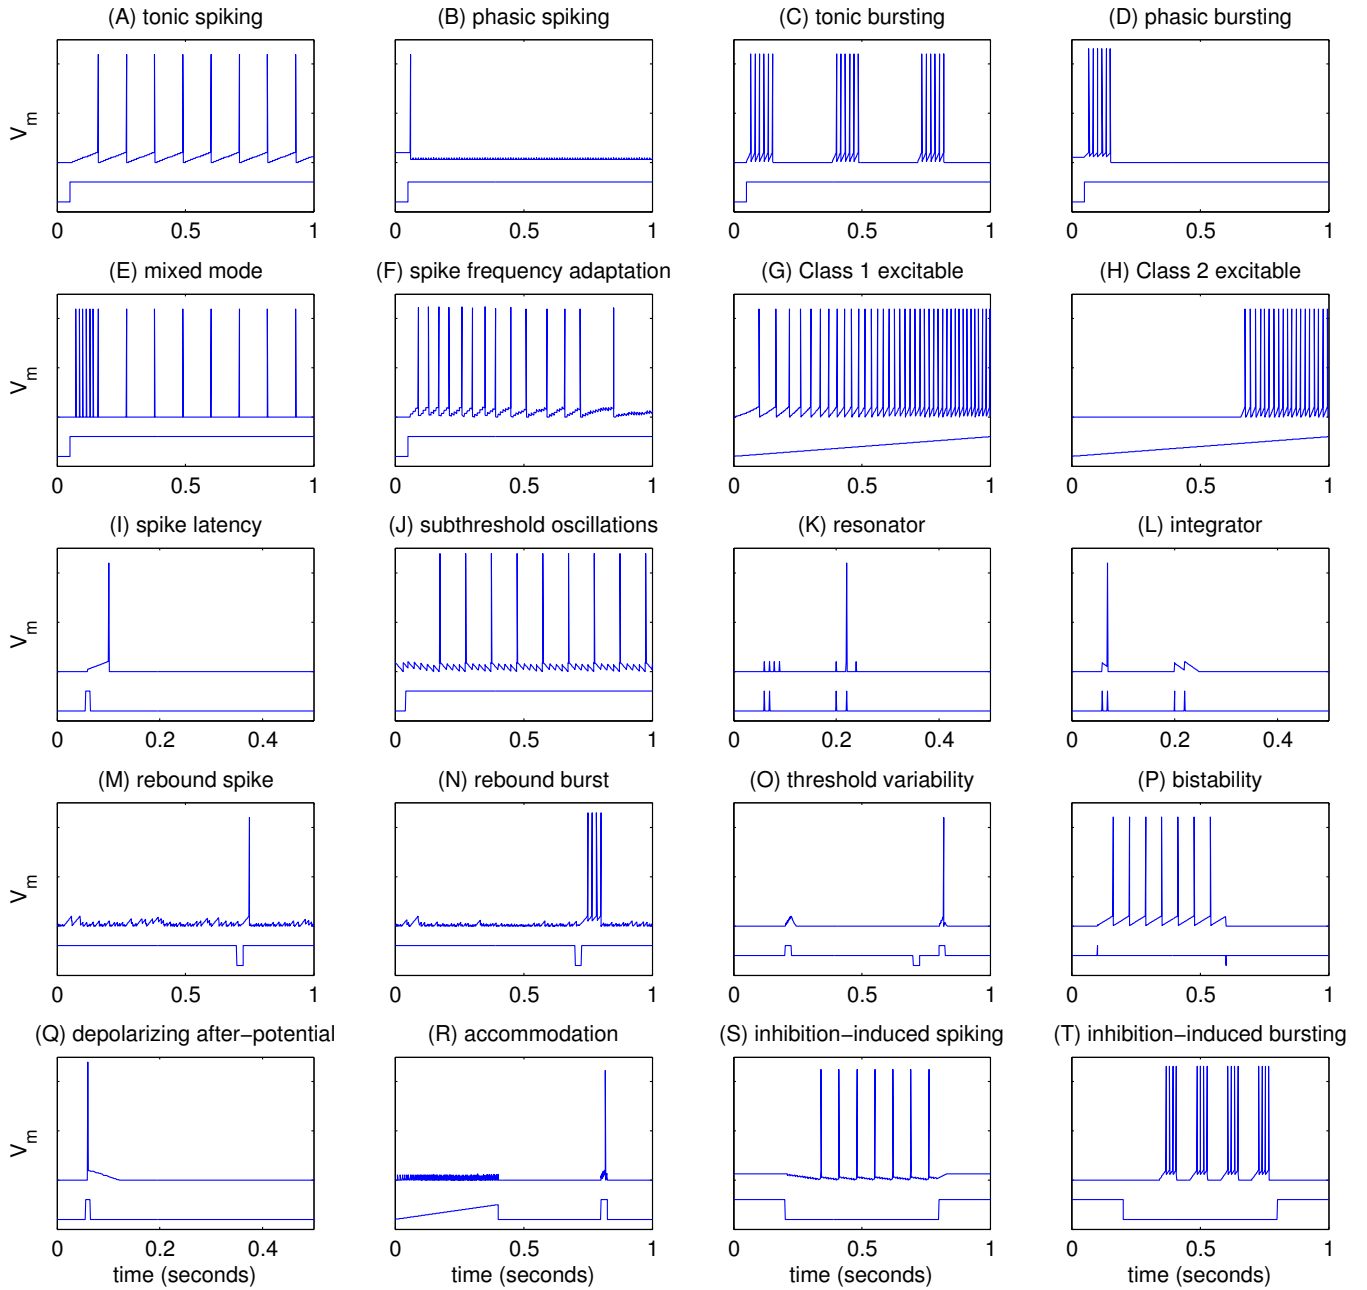 (A) tonic spiking
(B) phasic spiking
(C) tonic bursting
(D) phasic bursting
V_m
0 0.5 1
0 0.5 1
0 0.5 1
0 0.5 1
(E) mixed mode
(F) spike frequency adaptation
(G) Class 1 excitable
(H) Class 2 excitable
V_m
0 0.5 1
0 0.5 1
0 0.5 1
0 0.5 1
(I) spike latency
(J) subthreshold oscillations
(K) resonator
(L) integrator
V_m
0 0.2 0.4
0 0.5 1
0 0.2 0.4
0 0.2 0.4
(M) rebound spike
(N) rebound burst
(O) threshold variability
(P) bistability
V_m
0 0.5 1
0 0.5 1
0 0.5 1
0 0.5 1
(Q) depolarizing after−potential
(R) accommodation
(S) inhibition−induced spiking
(T) inhibition−induced bursting
V_m
0 0.2 0.4
0 0.5 1
0 0.5 1
0 0.5 1
time (seconds)
time (seconds)
time (seconds)
time (seconds)